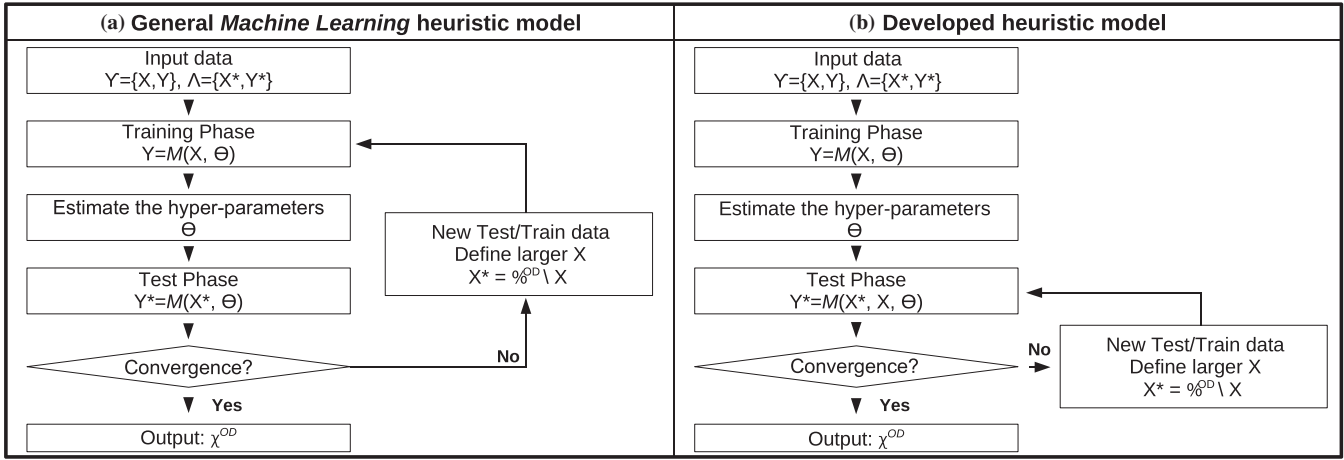 (a) General Machine Learning heuristic model
Input data
ϒ={X,Y}, Λ={X*,Y*}
Training Phase
Y=M(X, Θ)
Estimate the hyper-parameters
Θ
Test Phase
Y*=M(X*, Θ)
Convergence?
No
New Test/Train data
Define larger X
X* = %^OD \ X
Yes
Output: χ^OD
(b) Developed heuristic model
Input data
ϒ={X,Y}, Λ={X*,Y*}
Training Phase
Y=M(X, Θ)
Estimate the hyper-parameters
Θ
Test Phase
Y*=M(X*, X, Θ)
Convergence?
No
New Test/Train data
Define larger X
X* = %^OD \ X
Yes
Output: χ^OD